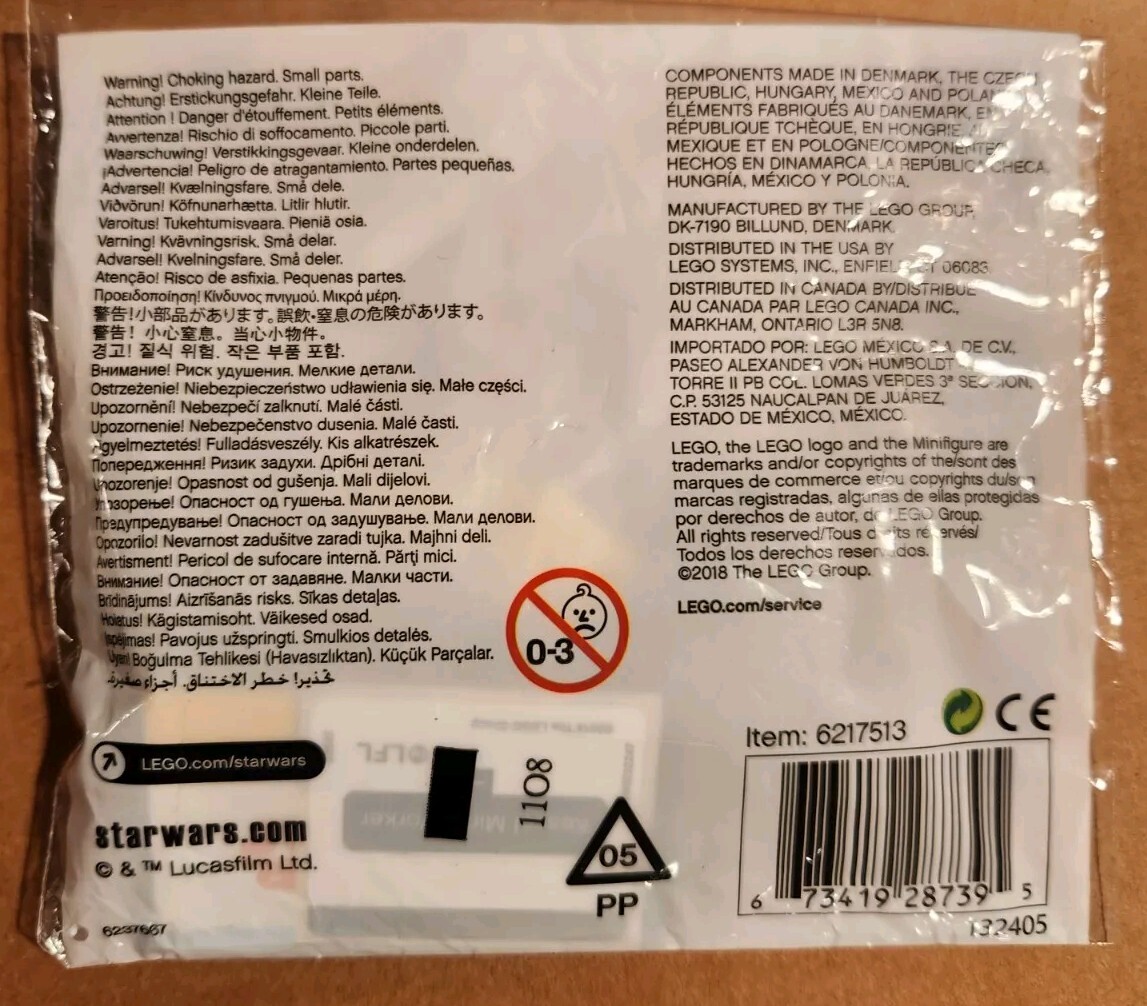 Warning! Choking hazard. Small parts.
Achtung! Erstickungsgefahr. Kleine Teile.
Attention ! Danger d'étouffement. Petits éléments.
Avvertenza! Rischio di soffocamento. Piccole parti.
Waarschuwing! Verstikkingsgevaar. Kleine onderdelen.
¡Advertencia! Peligro de atragantamiento. Partes pequeñas.
Advarsel! Kvælningsfare. Små dele.
Viðvörun! Köfnunarhætta. Litlir hlutir.
Varoitus! Tukehtumisvaara. Pieniä osia.
Varning! Kvävningsrisk. Små delar.
Advarsel! Kvelningsfare. Små deler.
Atenção! Risco de asfixia. Pequenas partes.
Προειδοποίηση! Κίνδυνος πνιγμού. Μικρά μέρη.
警告!小部品があります。誤飲・窒息の危険があります。
警告! 小心窒息。当心小物件。
경고! 질식 위험. 작은 부품 포함.
Внимание! Риск удушения. Мелкие детали.
Ostrzeżenie! Niebezpieczeństwo udławienia się. Małe części.
Upozornění! Nebezpečí zalknutí. Malé části.
Upozornenie! Nebezpečenstvo dusenia. Malé časti.
Figyelmeztetés! Fulladásveszély. Kis alkatrészek.
Попередження! Ризик задухи. Дрібні деталі.
Upozorenje! Opasnost od gušenja. Mali dijelovi.
Упозорење! Опасност од гушења. Мали делови.
Предупредување! Опасност од задушување. Мали делови.
Opozorilo! Nevarnost zadušitve zaradi tujka. Majhni deli.
Avertisment! Pericol de sufocare internă. Părţi mici.
Внимание! Опасност от задавяне. Малки части.
Brīdinājums! Aizrīšanās risks. Sīkas detaļas.
Hoiatus! Kägistamisoht. Väikesed osad.
Įspėjimas! Pavojus užspringti. Smulkios detalės.
Uyarı! Boğulma Tehlikesi (Havasızlıktan). Küçük Parçalar.
تحذير! خطر الاختناق. أجزاء صغيرة.
0-3
LEGO.com/starwars
starwars.com
© & ™ Lucasfilm Ltd.
6237667
11O8
05
PP
COMPONENTS MADE IN DENMARK, THE CZECH
REPUBLIC, HUNGARY, MEXICO AND POLAND/
ÉLÉMENTS FABRIQUÉS AU DANEMARK, EN
RÉPUBLIQUE TCHÈQUE, EN HONGRIE, AU
MEXIQUE ET EN POLOGNE/COMPONENTES
HECHOS EN DINAMARCA, LA REPÚBLICA CHECA,
HUNGRÍA, MÉXICO Y POLONIA.
MANUFACTURED BY THE LEGO GROUP,
DK-7190 BILLUND, DENMARK
DISTRIBUTED IN THE USA BY
LEGO SYSTEMS, INC., ENFIELD, CT 06083
DISTRIBUTED IN CANADA BY/DISTRIBUÉ
AU CANADA PAR LEGO CANADA INC.,
MARKHAM, ONTARIO L3R 5N8.
IMPORTADO POR: LEGO MÉXICO S.A. DE C.V.,
PASEO ALEXANDER VON HUMBOLDT
TORRE II PB COL. LOMAS VERDES 3ª SECCIÓN,
C.P. 53125 NAUCALPAN DE JUÁREZ,
ESTADO DE MÉXICO, MÉXICO.
LEGO, the LEGO logo and the Minifigure are
trademarks and/or copyrights of the/sont des
marques de commerce et/ou copyrights du/son
marcas registradas, algunas de ellas protegidas
por derechos de autor, de LEGO Group.
All rights reserved/Tous droits réservés/
Todos los derechos reservados.
©2018 The LEGO Group.
LEGO.com/service
CE
Item: 6217513
6 73419 28739 5
132405